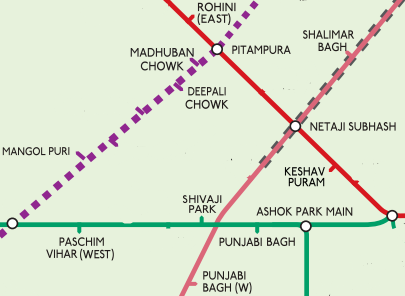 ROHINI
(EAST)
SHALIMAR
BAGH
MADHUBAN
CHOWK
PITAMPURA
DEEPALI
CHOWK
NETAJI SUBHASH
MANGOL PURI
KESHAV
PURAM
SHIVAJI
PARK
ASHOK PARK MAIN
PASCHIM
VIHAR (WEST)
PUNJABI BAGH
PUNJABI
BAGH (W)